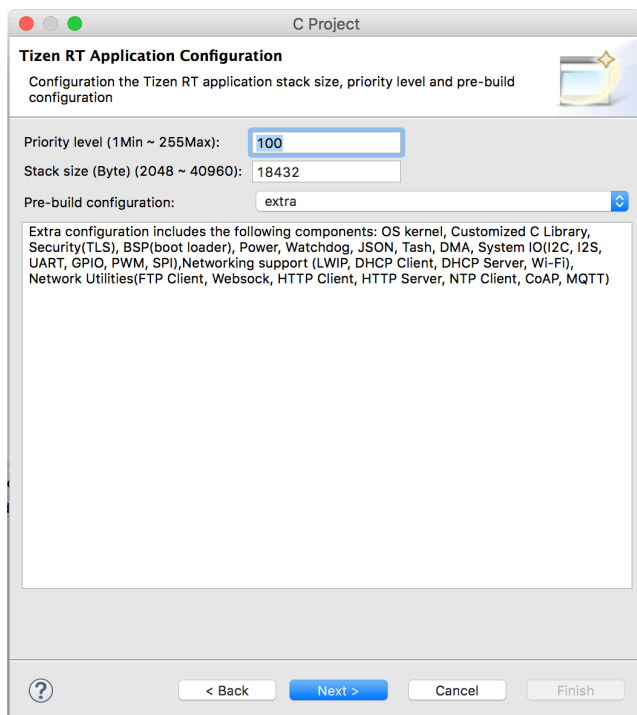 C Project
Tizen RT Application Configuration
Configuration the Tizen RT application stack size, priority level and pre-build
configuration
Priority level (1Min ~ 255Max):
100
Stack size (Byte) (2048 ~ 40960):
18432
Pre-build configuration:
extra
Extra configuration includes the following components: OS kernel, Customized C Library,
Security(TLS), BSP(boot loader), Power, Watchdog, JSON, Tash, DMA, System IO(I2C, I2S,
UART, GPIO, PWM, SPI),Networking support (LWIP, DHCP Client, DHCP Server, Wi-Fi),
Network Utilities(FTP Client, Websock, HTTP Client, HTTP Server, NTP Client, CoAP, MQTT)
?
< Back
Next >
Cancel
Finish